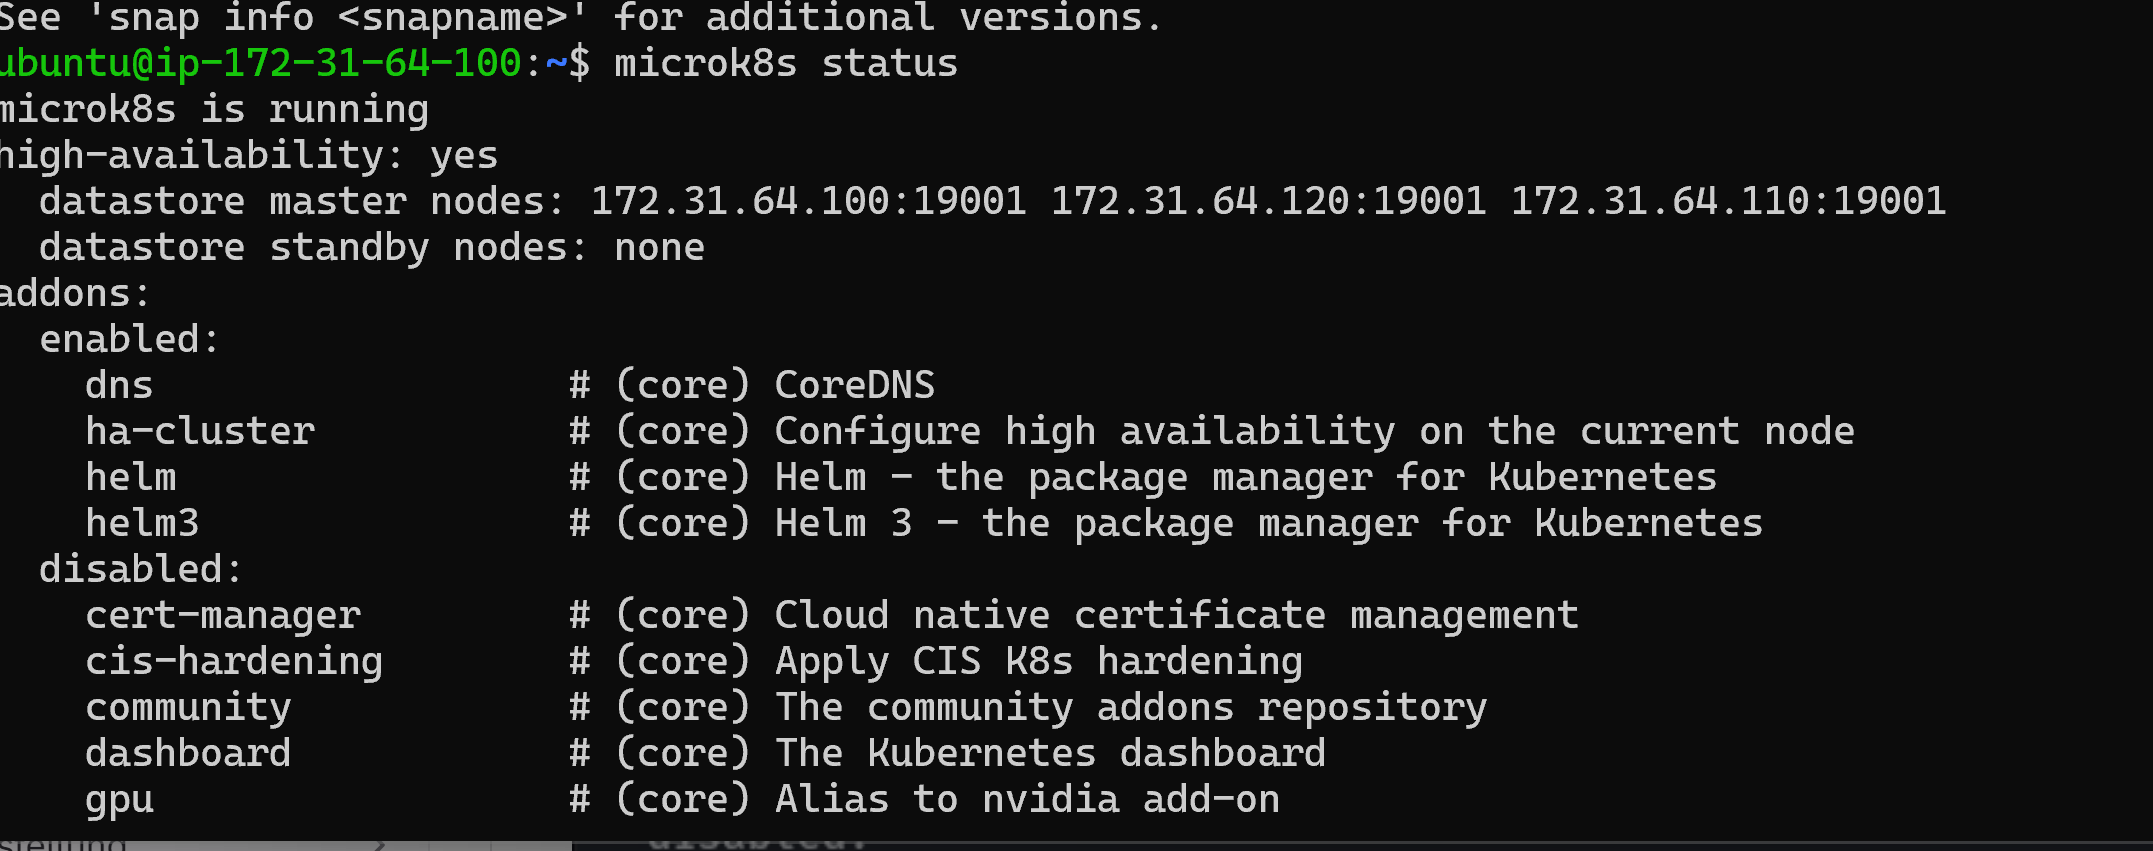 See 'snap info <snapname>' for additional versions.
ubuntu@ip-172-31-64-100:~$ microk8s status
microk8s is running
high-availability: yes
  datastore master nodes: 172.31.64.100:19001 172.31.64.120:19001 172.31.64.110:19001
  datastore standby nodes: none
addons:
  enabled:
    dns                  # (core) CoreDNS
    ha-cluster           # (core) Configure high availability on the current node
    helm                 # (core) Helm - the package manager for Kubernetes
    helm3                # (core) Helm 3 - the package manager for Kubernetes
  disabled:
    cert-manager         # (core) Cloud native certificate management
    cis-hardening        # (core) Apply CIS K8s hardening
    community            # (core) The community addons repository
    dashboard            # (core) The Kubernetes dashboard
    gpu                  # (core) Alias to nvidia add-on
disabled: